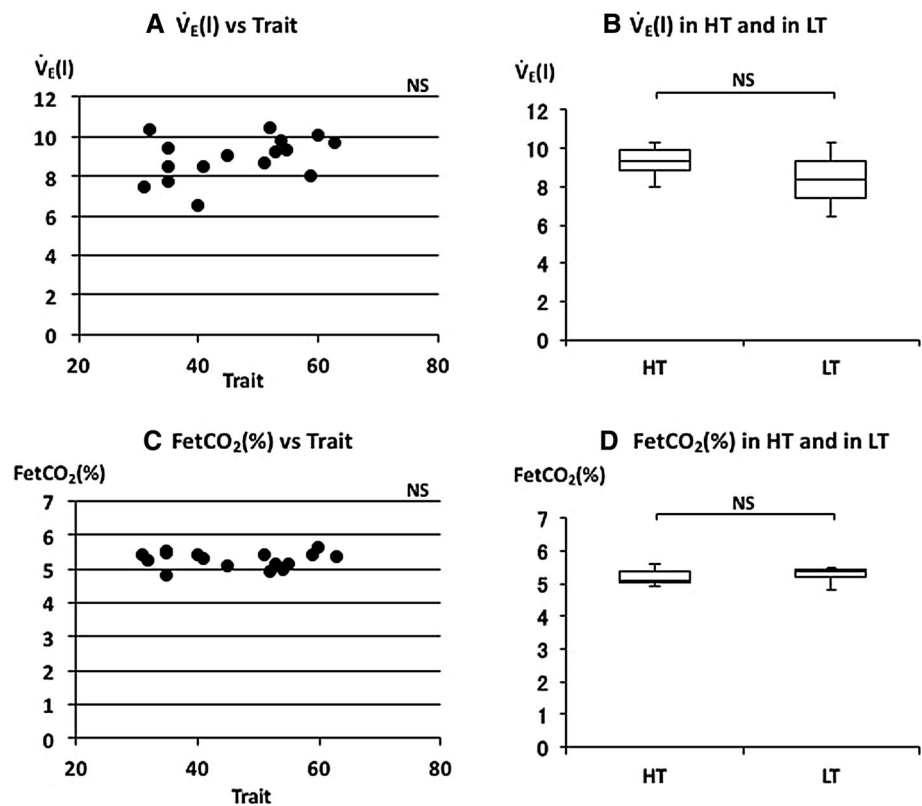 A V̇E(l) vs Trait
V̇E(l)
NS
12
10
8
6
4
2
0
20 40 60 80
Trait
B V̇E(l) in HT and in LT
V̇E(l)
NS
12
10
8
6
4
2
0
HT LT
C FetCO₂(%) vs Trait
FetCO₂(%)
NS
7
6
5
4
3
2
1
0
20 40 60 80
Trait
D FetCO₂(%) in HT and in LT
FetCO₂(%)
NS
7
6
5
4
3
2
1
0
HT LT